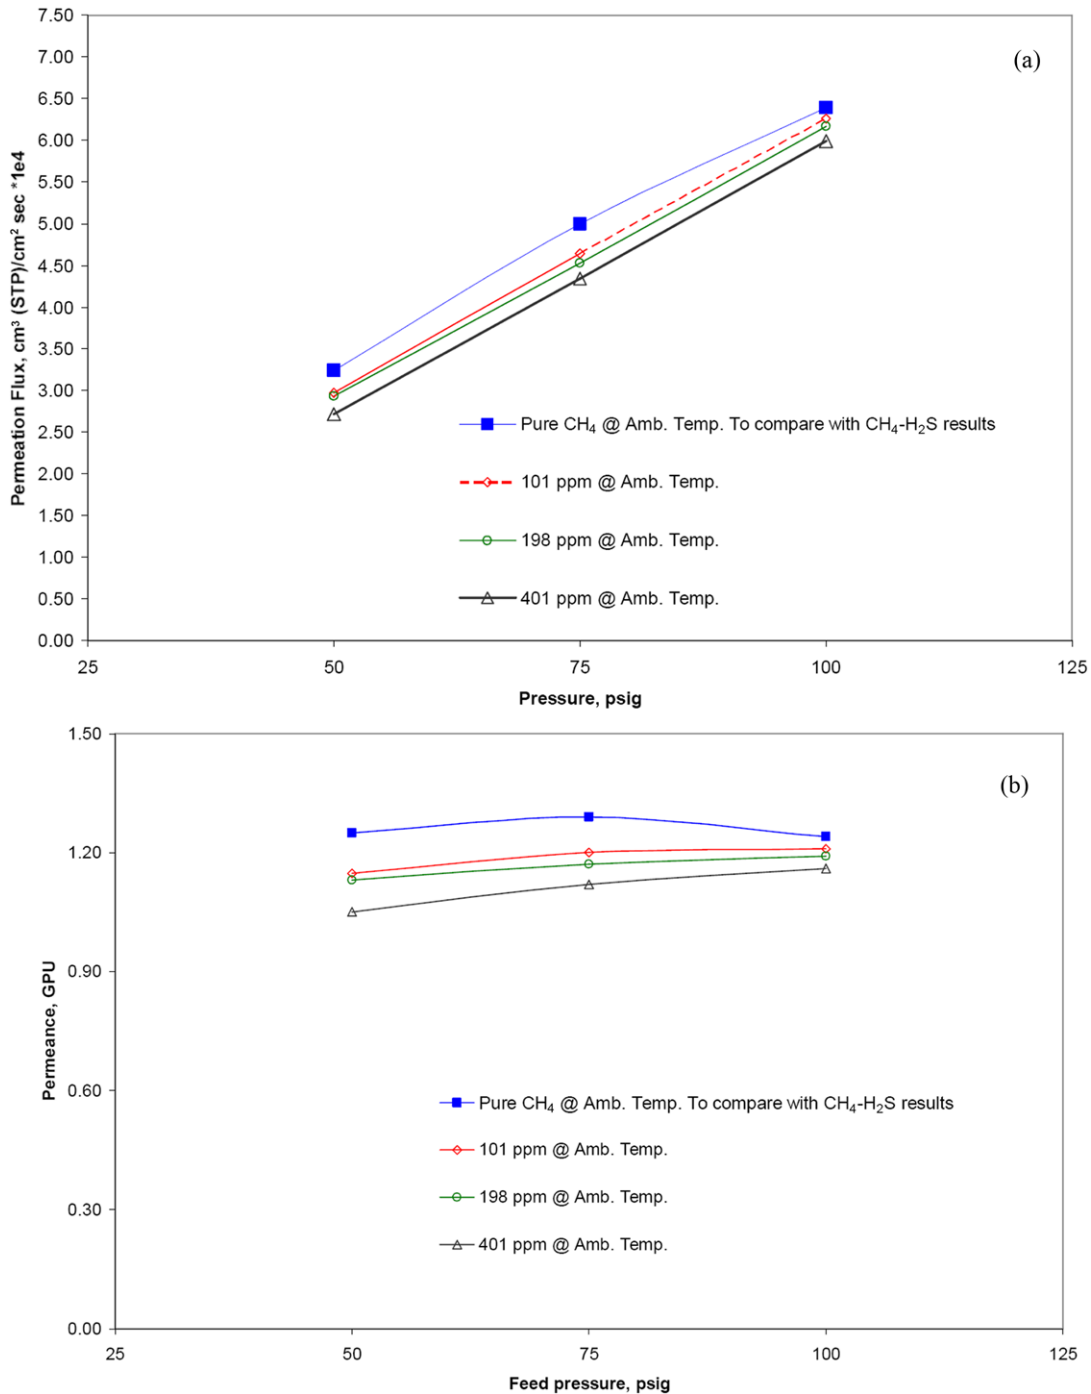 7.50
7.00
6.50
6.00
5.50
5.00
4.50
4.00
3.50
3.00
2.50
2.00
1.50
1.00
0.50
0.00
Permeation Flux, cm³ (STP)/cm² sec *1e4
(a)
Pure CH₄ @ Amb. Temp. To compare with CH₄-H₂S results
101 ppm @ Amb. Temp.
198 ppm @ Amb. Temp.
401 ppm @ Amb. Temp.
25 50 75 100 125
Pressure, psig
1.50
1.20
0.90
0.60
0.30
0.00
Permeance, GPU
(b)
Pure CH₄ @ Amb. Temp. To compare with CH₄-H₂S results
101 ppm @ Amb. Temp.
198 ppm @ Amb. Temp.
401 ppm @ Amb. Temp.
25 50 75 100 125
Feed pressure, psig